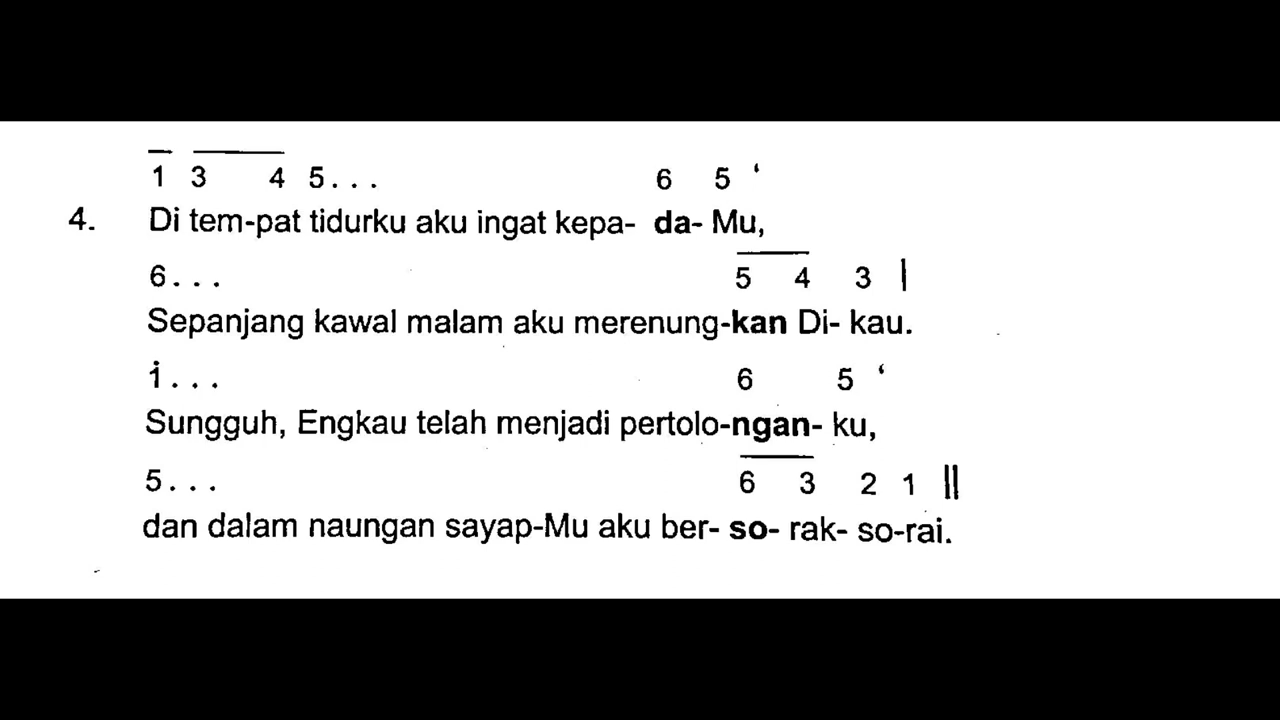 1 3 4 5... 6 5 ‘
4. Di tem-pat tidurku aku ingat kepa- da- Mu,
6... 5 4 3 |
Sepanjang kawal malam aku merenung-kan Di- kau.
i... 6 5 ‘
Sungguh, Engkau telah menjadi pertolo-ngan- ku,
5... 6 3 2 1 ||
dan dalam naungan sayap-Mu aku ber- so- rak- so-rai.